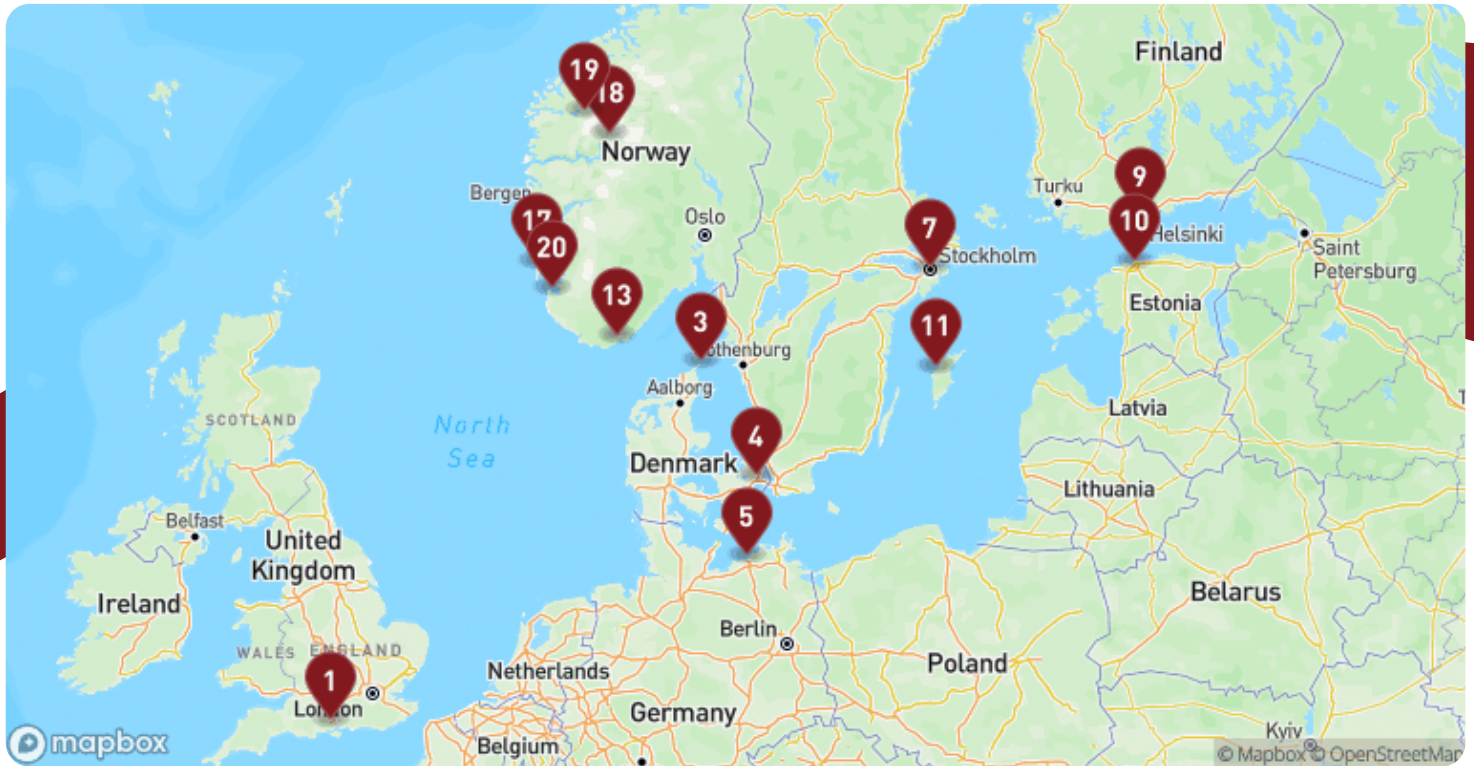 Finland
19
18
Norway
9
Turku
Bergen
17
Oslo
7
10
Helsinki
20
Stockholm
Saint
Petersburg
13
Estonia
3
11
othenburg
Aalborg
Latvia
SCOTLAND
North
Sea
4
Denmark
Lithuania
5
Belfast
United
Kingdom
Belarus
Ireland
Berlin
WALES
ENGLAND
Poland
Netherlands
1
London
Germany
Kyiv
Belgium
mapbox
© Mapbox © OpenStreetMap